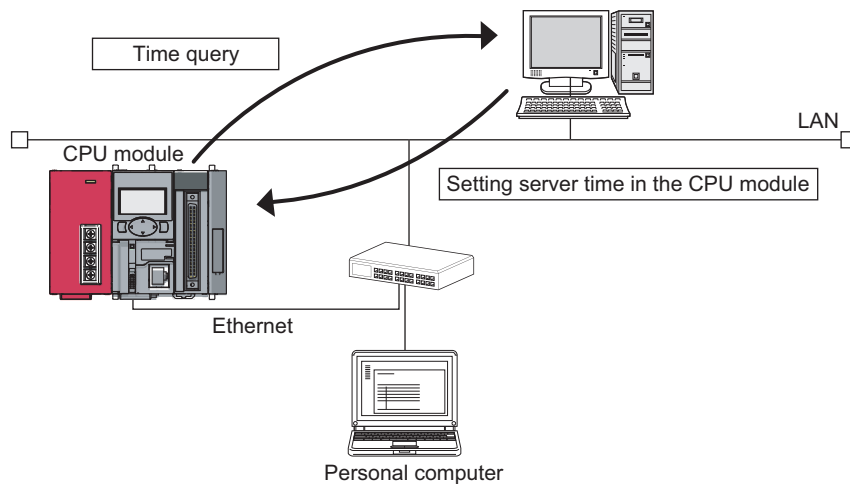 Time query
LAN
CPU module
Setting server time in the CPU module
Ethernet
Personal computer